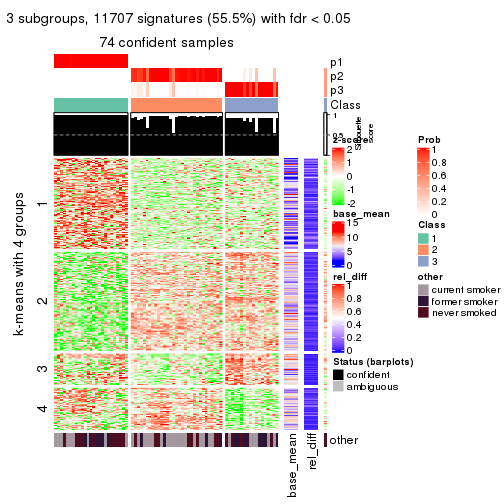 3 subgroups, 11707 signatures (55.5%) with fdr < 0.05
74 confident samples
p1
p2
p3
Class
1
0.5
Silhouette
score
k-means with 4 groups
1
2
3
4
base_mean
rel_diff
other
z-score
2
1
0
-1
-2
base_mean
15
10
5
0
rel_diff
1
0.8
0.6
0.4
0.2
0
Status (barplots)
confident
ambiguous
Prob
1
0.8
0.6
0.4
0.2
0
Class
1
2
3
other
current smoker
former smoker
never smoked